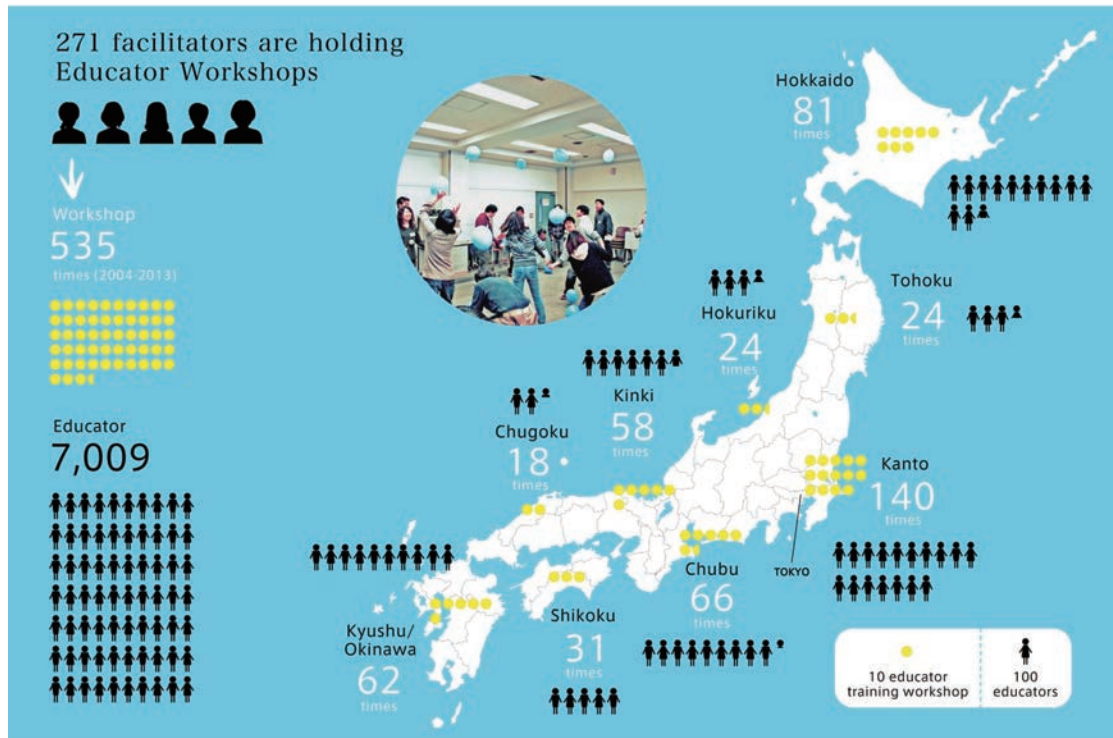 271 facilitators are holding
Educator Workshops
Workshop
535
times (2004-2013)
Educator
7,009
Hokkaido
81
times
Tohoku
24
times
Hokuriku
24
times
Kinki
58
times
Chugoku
18
times
Kanto
140
times
TOKYO
Chubu
66
times
Shikoku
31
times
Kyushu/
Okinawa
62
times
10 educator
training workshop
100
educators